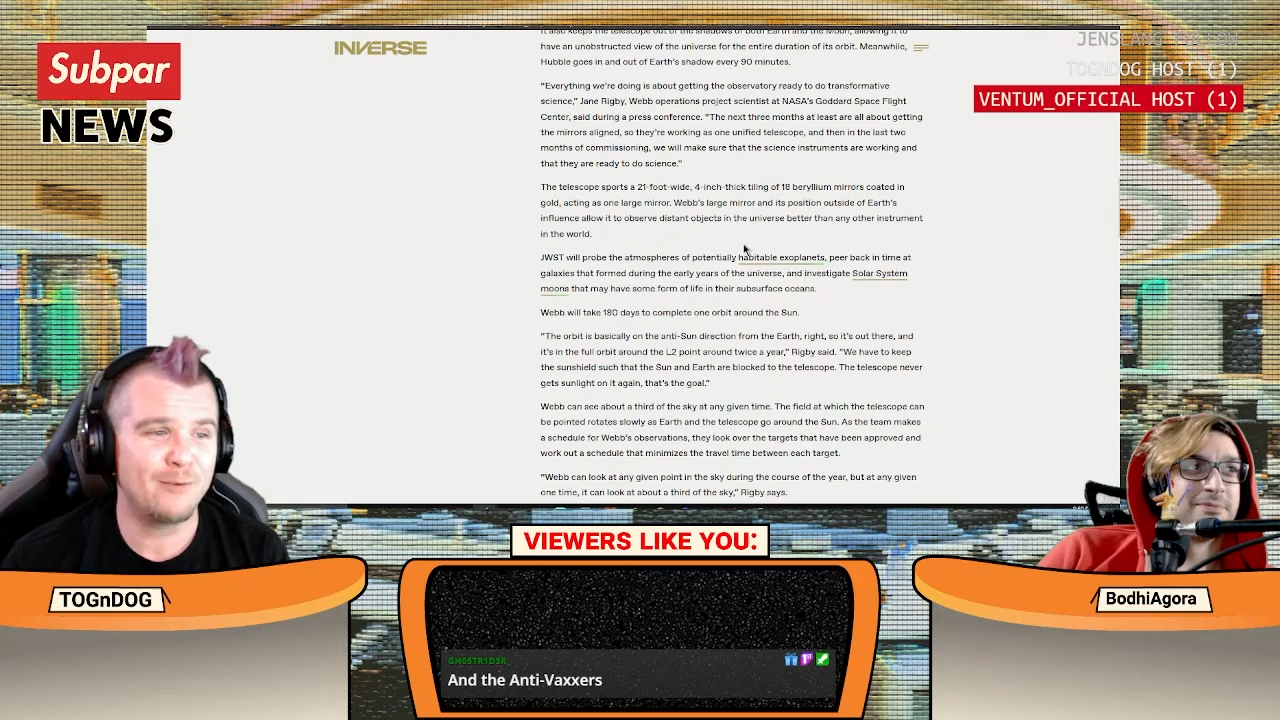 Subpar
NEWS
INVERSE
TOGNDOG HOST (1)
VENTUM_OFFICIAL HOST (1)
It also keeps the telescope out of the shadows of both Earth and the Moon, allowing it to
have an unobstructed view of the universe for the entire duration of its orbit. Meanwhile,
Hubble goes in and out of Earth's shadow every 90 minutes.
"Everything we're doing is about getting the observatory ready to do transformative
science," Jane Rigby, Webb operations project scientist at NASA's Goddard Space Flight
Center, said during a press conference. "The next three months at least are all about getting
the mirrors aligned, so they're working as one unified telescope, and then in the last two
months of commissioning, we will make sure that the science instruments are working and
that they are ready to do science."
The telescope sports a 21-foot-wide, 4-inch-thick tiling of 18 beryllium mirrors coated in
gold, acting as one large mirror. Webb's large mirror and its position outside of Earth's
influence allow it to observe distant objects in the universe better than any other instrument
in the world.
JWST will probe the atmospheres of potentially habitable exoplanets, peer back in time at
galaxies that formed during the early years of the universe, and investigate Solar System
moons that may have some form of life in their subsurface oceans.
Webb will take 180 days to complete one orbit around the Sun.
"The orbit is basically on the anti-Sun direction from the Earth, right, so it's out there, and
it's in the full orbit around the L2 point around twice a year," Rigby said. "We have to keep
the sunshield such that the Sun and Earth are blocked to the telescope. The telescope never
gets sunlight on it again, that's the goal."
Webb can see about a third of the sky at any given time. The field at which the telescope can
be pointed rotates slowly as Earth and the telescope go around the Sun. As the team makes
a schedule for Webb's observations, they look over the targets that have been approved and
work out a schedule that minimizes the travel time between each target.
"Webb can look at any given point in the sky during the course of the year, but at any given
one time, it can look at about a third of the sky," Rigby says.
VIEWERS LIKE YOU:
TOGnDOG
BodhiAgora
GH0STR1D3R
And the Anti-Vaxxers